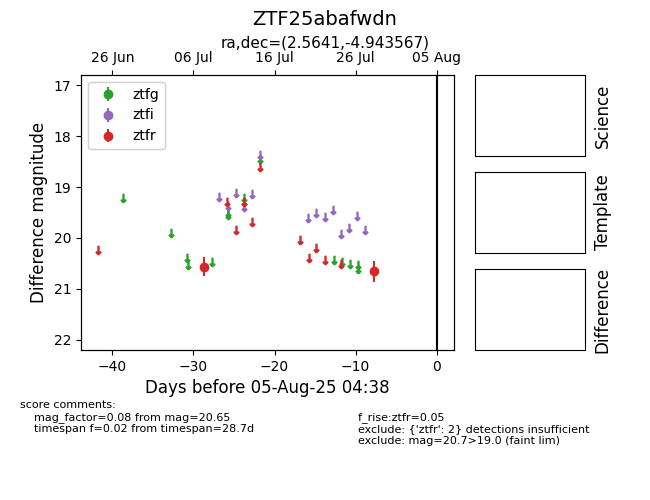 ZTF25abafwdn
ra,dec=(2.5641,-4.943567)
26 Jun 06 Jul 16 Jul 26 Jul 05 Aug
17
18
19
20
21
22
Difference magnitude
ztfg
ztfi
ztfr
−40 −30 −20 −10 0
Days before 05-Aug-25 04:38
Science
Template
Difference
score comments:
mag_factor=0.08 from mag=20.65
timespan f=0.02 from timespan=28.7d
f_rise:ztfr=0.05
exclude: {'ztfr': 2} detections insufficient
exclude: mag=20.7>19.0 (faint lim)